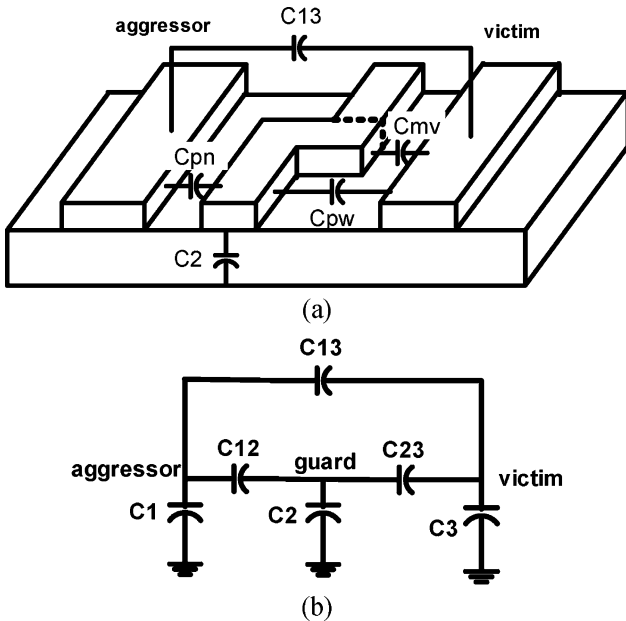 C13
aggressor
victim
Cmv
Cpn
Cpw
C2
(a)
C13
C12
guard
C23
aggressor
victim
C1
C2
C3
(b)